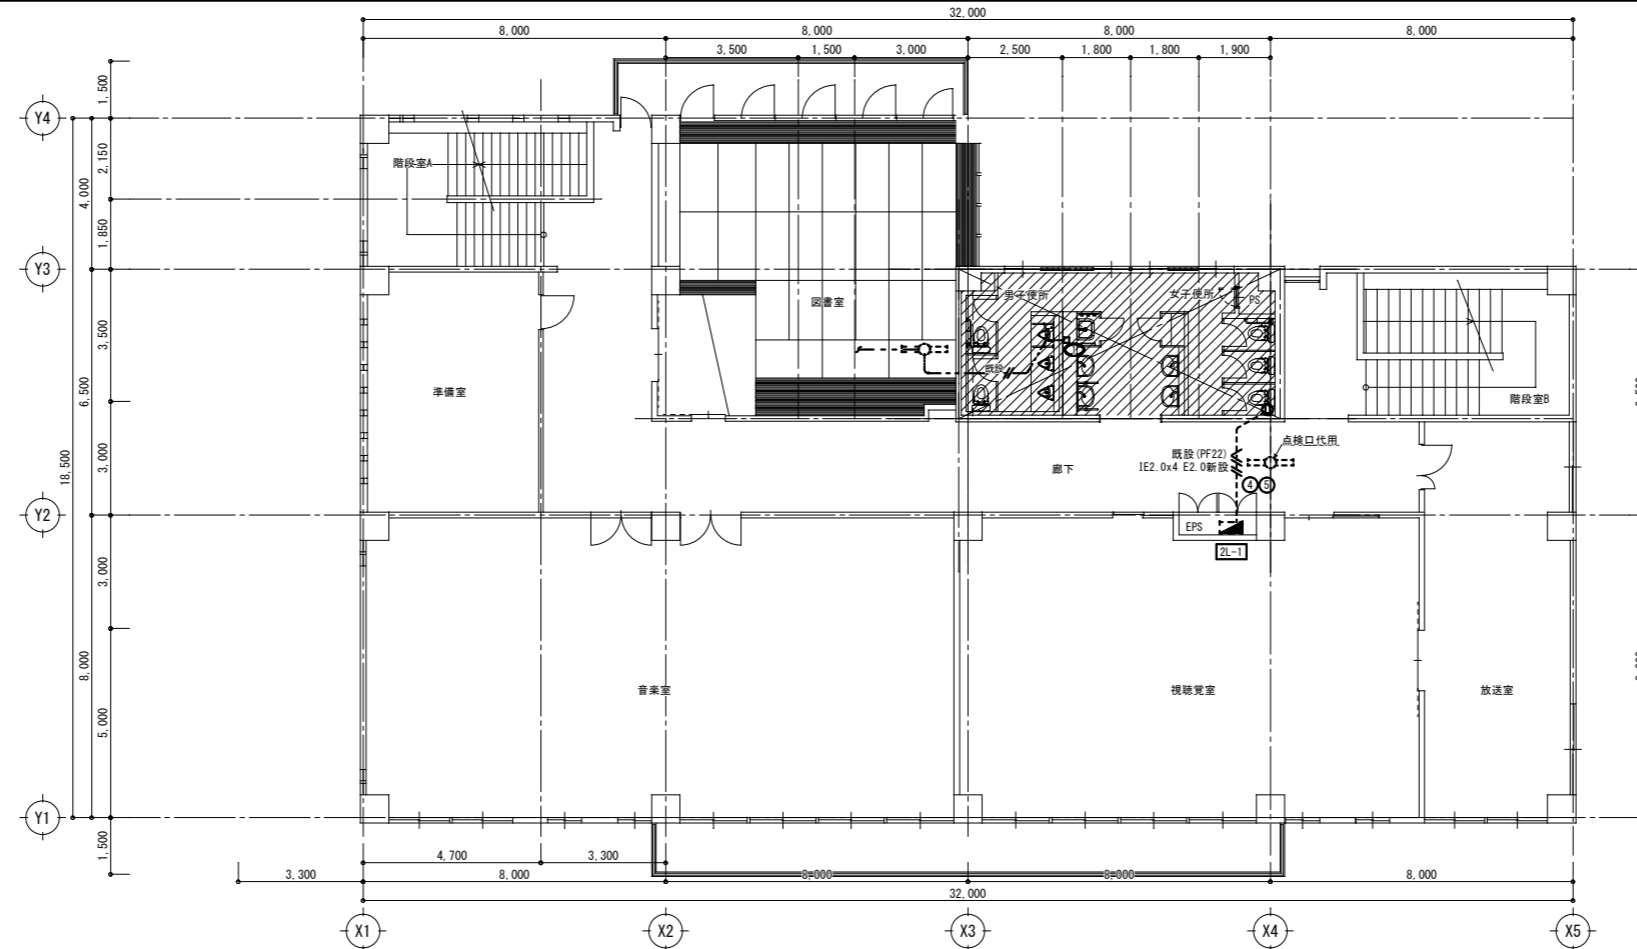 32,000
8,000 8,000 8,000 8,000
3,500 1,500 3,000 2,500 1,800 1,800 1,900
1,500
Y4
2,150
4,000
階段室A
1,850
Y3
図書室
男子便所
女子便所
PS
3,500
6,500
準備室
既設
階段室B
18,500
3,000
廊下
既設(PF22)
IE2.0x4 E2.0新設
点検口代用
4 5
Y2
EPS
2L-1
3,000
8,000
5,000
音楽室
視聴覚室
放送室
Y1
1,500
4,700 3,300
3,300 8,000 8,000 8,000 8,000
32,000
X1 X2 X3 X4 X5